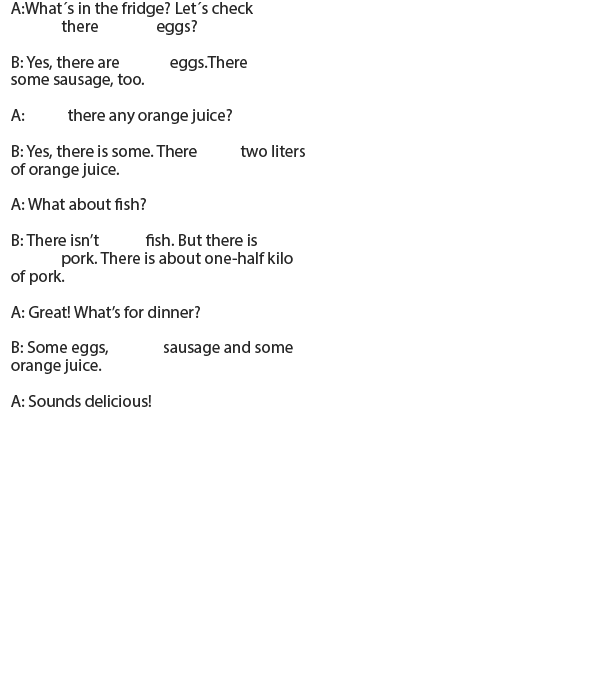 A:What´s in the fridge? Let´s check
there eggs?
B: Yes, there are eggs.There
some sausage, too.
A: there any orange juice?
B: Yes, there is some. There two liters
of orange juice.
A: What about fish?
B: There isn’t fish. But there is
pork. There is about one-half kilo
of pork.
A: Great! What’s for dinner?
B: Some eggs, sausage and some
orange juice.
A: Sounds delicious!